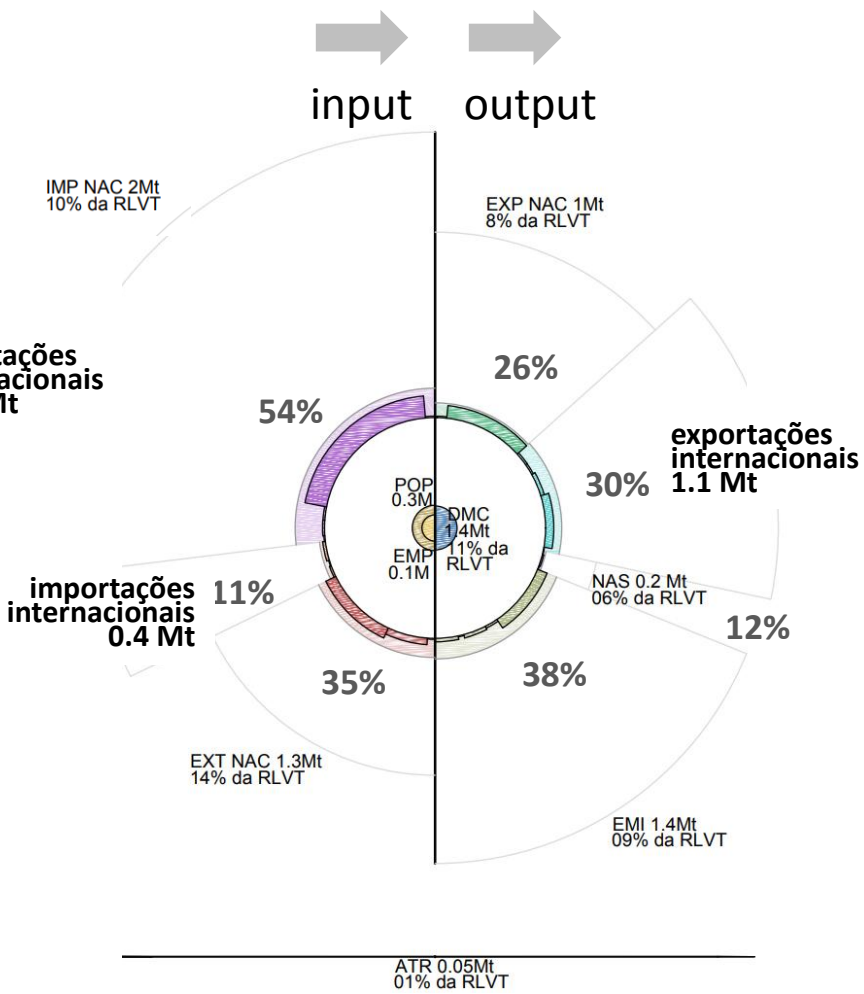 input
output
IMP NAC 2Mt
10% da RLVT
EXP NAC 1Mt
8% da RLVT
26%
54%
exportações
internacionais
1.1 Mt
30%
POP
0.3M
DMC
1.4Mt
11% da
RLVT
EMP
0.1M
importações
internacionais
0.4 Mt
11%
NAS 0.2 Mt
06% da RLVT
12%
35%
38%
EXT NAC 1.3Mt
14% da RLVT
EMI 1.4Mt
09% da RLVT
ATR 0.05Mt
01% da RLVT